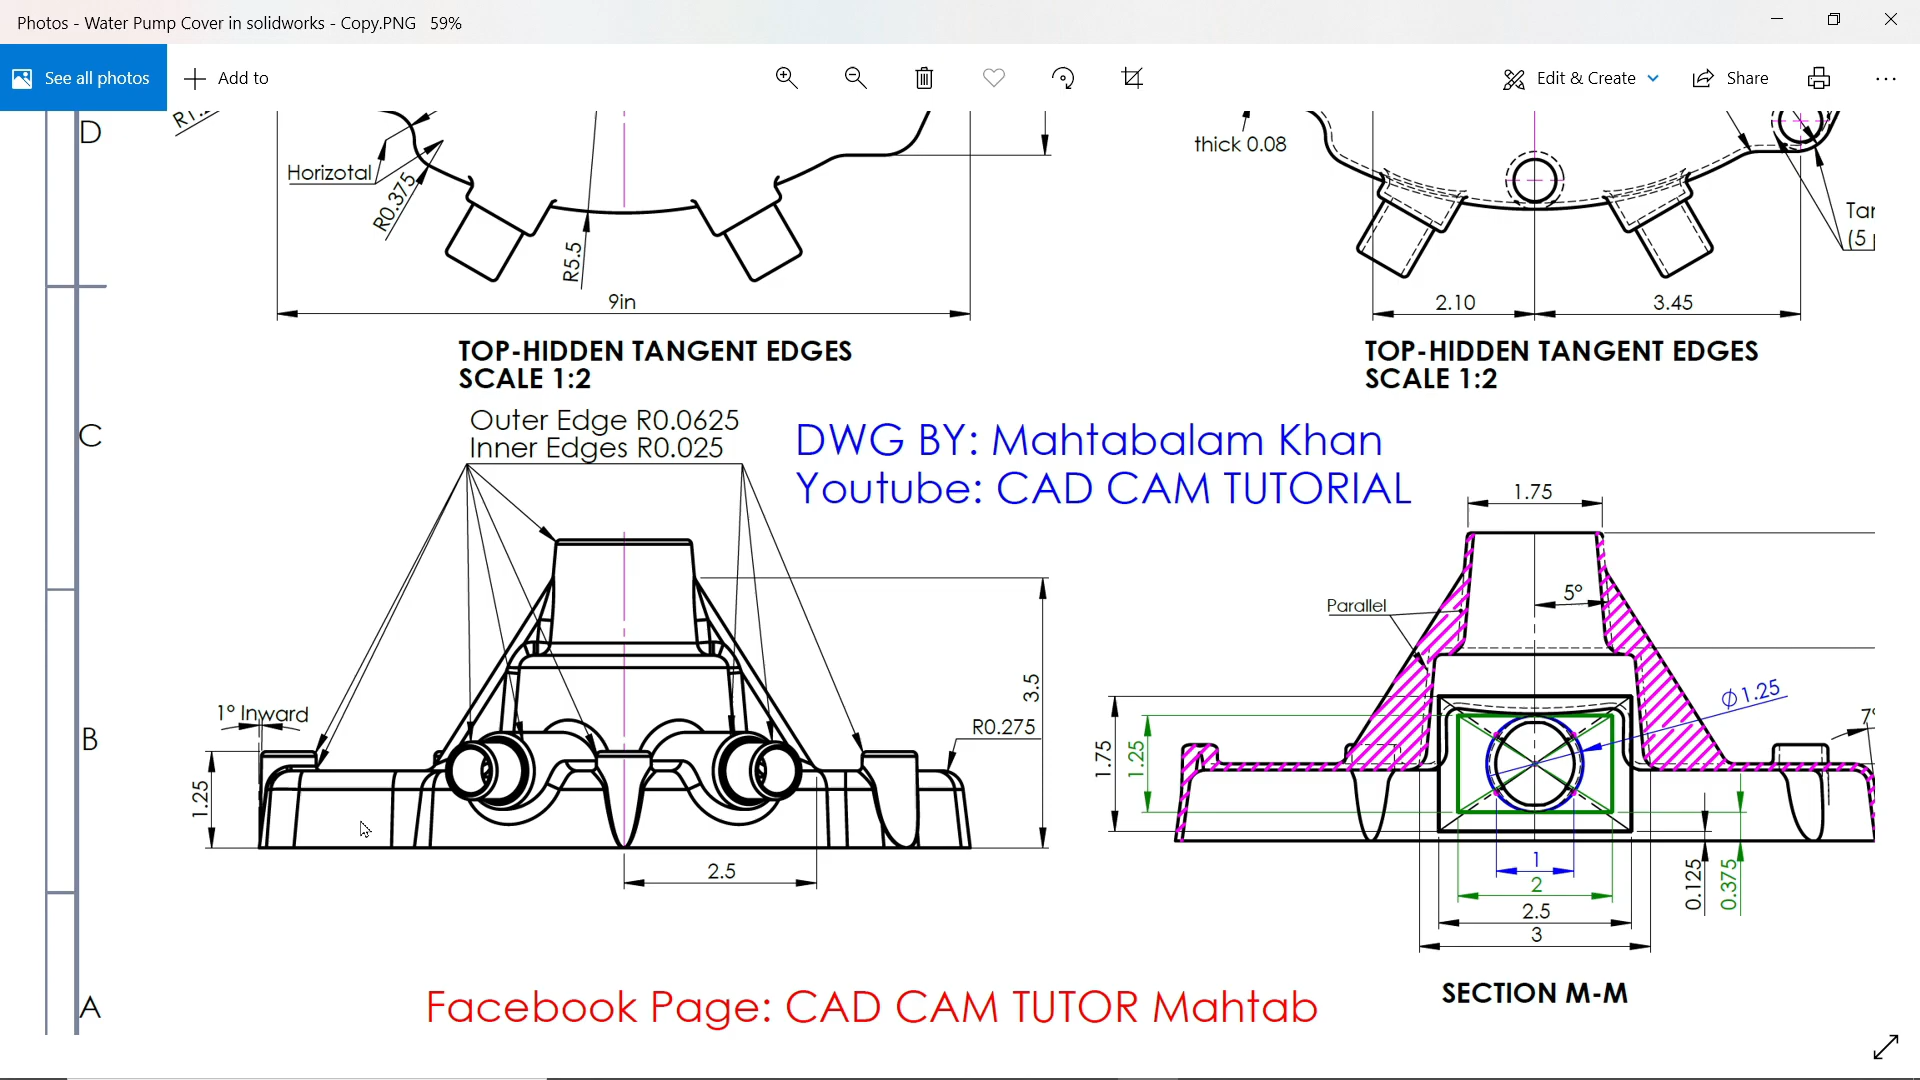 Photos - Water Pump Cover in solidworks - Copy.PNG   59%
See all photos
Add to
Edit & Create
Share
D
Horizotal
R0.375
R5.5
9in
thick 0.08
2.10
3.45
TOP-HIDDEN TANGENT EDGES
SCALE 1:2
TOP-HIDDEN TANGENT EDGES
SCALE 1:2
C
Outer Edge R0.0625
Inner Edges R0.025
DWG BY: Mahtabalam Khan
Youtube: CAD CAM TUTORIAL
1.75
5°
Parallel
3.5
1° Inward
R0.275
1.25
2.5
B
Ø1.25
7°
1.75
1.25
1
2
2.5
3
0.125
0.375
SECTION M-M
A
Facebook Page: CAD CAM TUTOR Mahtab